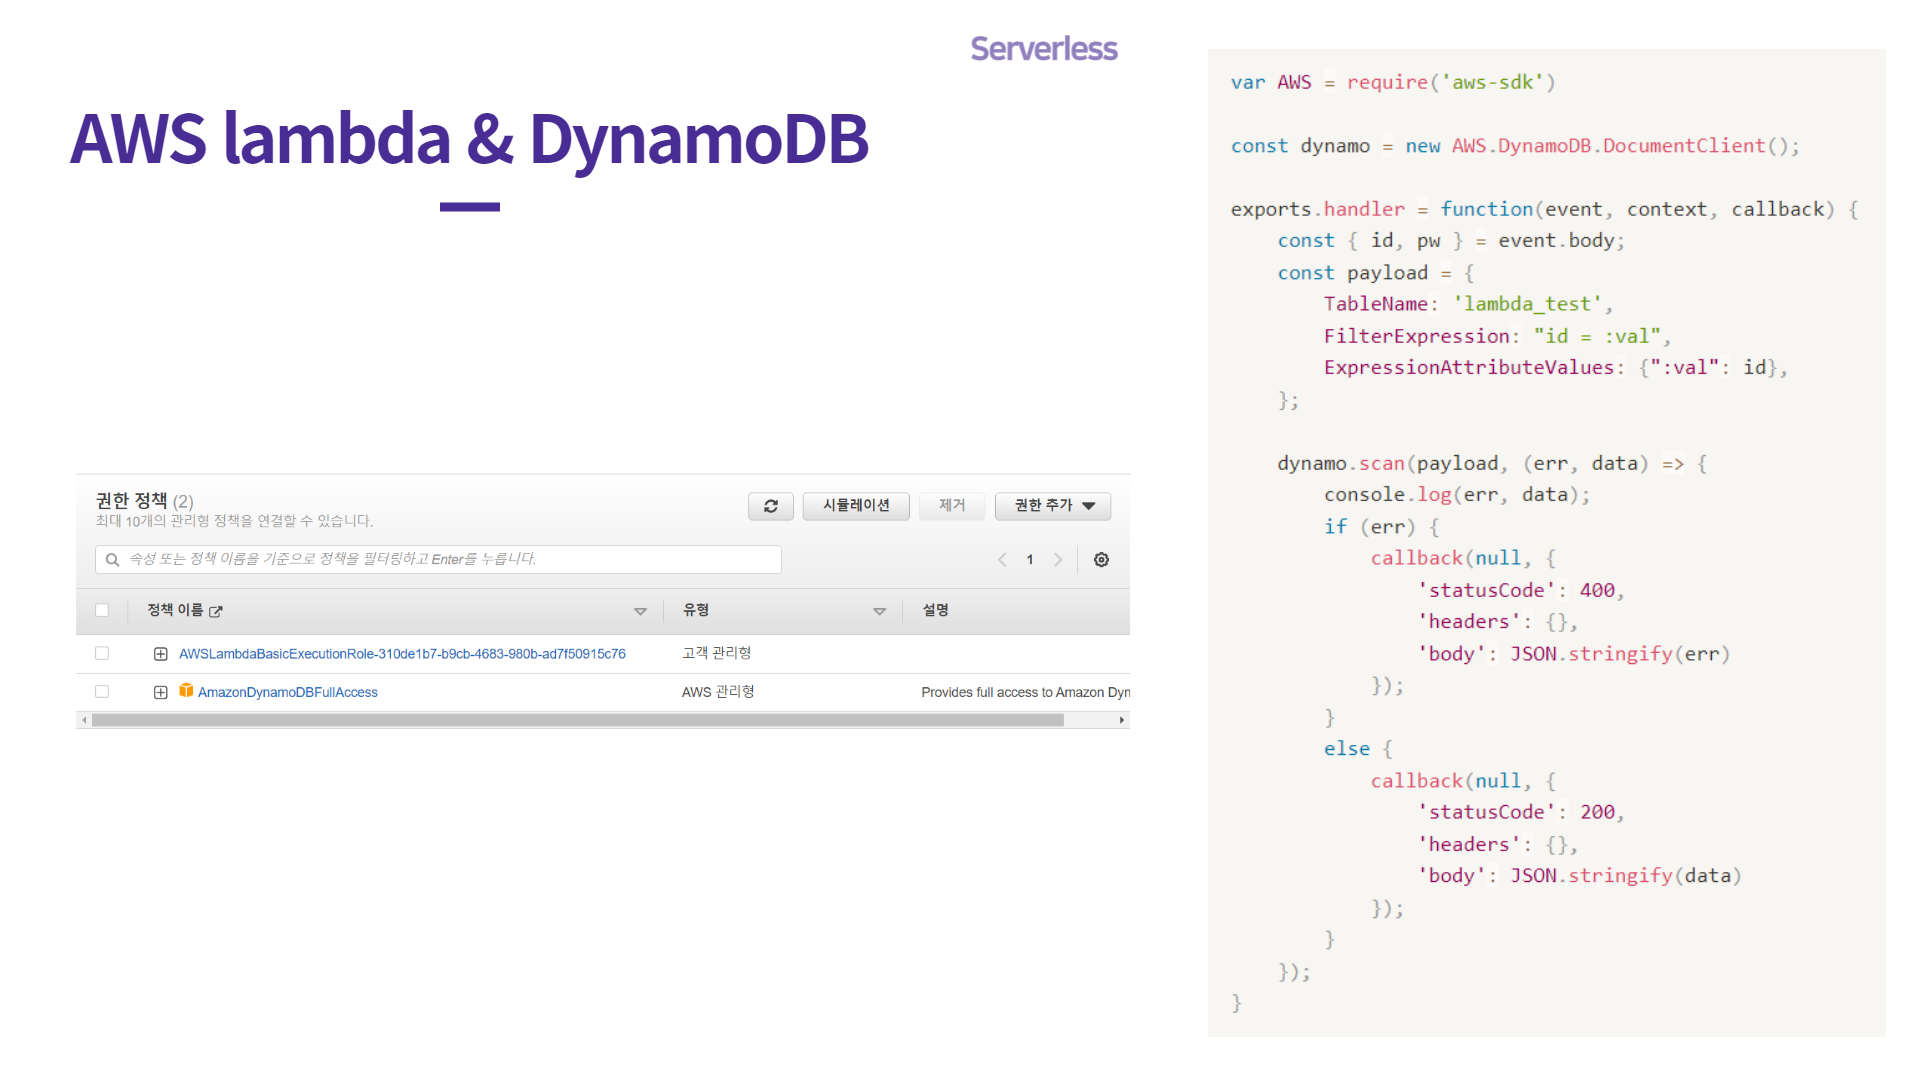 Serverless
AWS lambda & DynamoDB
권한 정책 (2)
최대 10개의 관리형 정책을 연결할 수 있습니다.
시뮬레이션
제거
권한 추가
속성 또는 정책 이름을 기준으로 정책을 필터링하고 Enter를 누릅니다.
1
정책 이름 유형 설명
AWSLambdaBasicExecutionRole-310de1b7-b9cb-4683-980b-ad7f50915c76 고객 관리형
AmazonDynamoDBFullAccess AWS 관리형 Provides full access to Amazon Dyn
var AWS = require('aws-sdk')
const dynamo = new AWS.DynamoDB.DocumentClient();
exports.handler = function(event, context, callback) {
    const { id, pw } = event.body;
    const payload = {
        TableName: 'lambda_test',
        FilterExpression: "id = :val",
        ExpressionAttributeValues: {":val": id},
    };
    dynamo.scan(payload, (err, data) => {
        console.log(err, data);
        if (err) {
            callback(null, {
                'statusCode': 400,
                'headers': {},
                'body': JSON.stringify(err)
            });
        }
        else {
            callback(null, {
                'statusCode': 200,
                'headers': {},
                'body': JSON.stringify(data)
            });
        }
    });
}